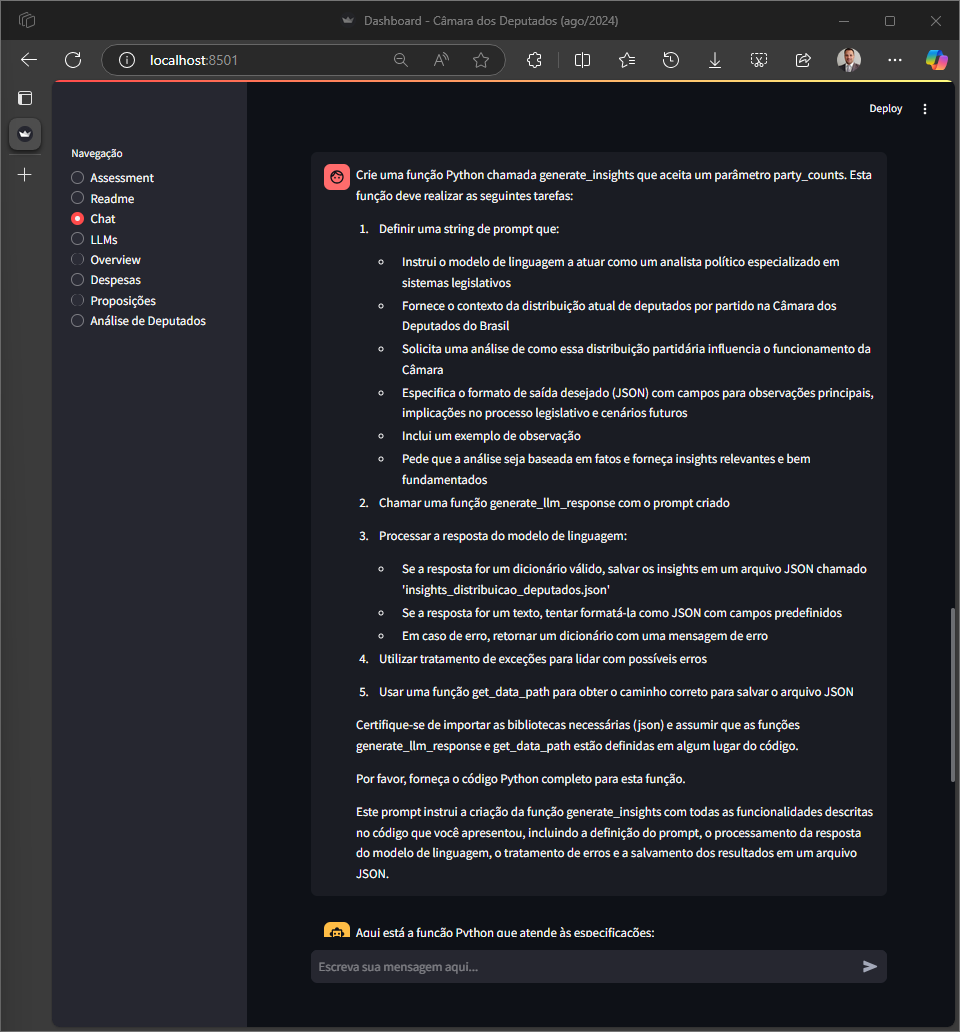 Dashboard - Câmara dos Deputados (ago/2024)
localhost:8501
Deploy
Navegação
Assessment
Readme
Chat
LLMs
Overview
Despesas
Proposições
Análise de Deputados
Crie uma função Python chamada generate_insights que aceita um parâmetro party_counts. Esta
função deve realizar as seguintes tarefas:
1. Definir uma string de prompt que:
Instrui o modelo de linguagem a atuar como um analista político especializado em
sistemas legislativos
Fornece o contexto da distribuição atual de deputados por partido na Câmara dos
Deputados do Brasil
Solicita uma análise de como essa distribuição partidária influencia o funcionamento da
Câmara
Especifica o formato de saída desejado (JSON) com campos para observações principais,
implicações no processo legislativo e cenários futuros
Inclui um exemplo de observação
Pede que a análise seja baseada em fatos e forneça insights relevantes e bem
fundamentados
2. Chamar uma função generate_llm_response com o prompt criado
3. Processar a resposta do modelo de linguagem:
Se a resposta for um dicionário válido, salvar os insights em um arquivo JSON chamado
'insights_distribuicao_deputados.json'
Se a resposta for um texto, tentar formatá-la como JSON com campos predefinidos
Em caso de erro, retornar um dicionário com uma mensagem de erro
4. Utilizar tratamento de exceções para lidar com possíveis erros
5. Usar uma função get_data_path para obter o caminho correto para salvar o arquivo JSON
Certifique-se de importar as bibliotecas necessárias (json) e assumir que as funções
generate_llm_response e get_data_path estão definidas em algum lugar do código.
Por favor, forneça o código Python completo para esta função.
Este prompt instrui a criação da função generate_insights com todas as funcionalidades descritas
no código que você apresentou, incluindo a definição do prompt, o processamento da resposta
do modelo de linguagem, o tratamento de erros e a salvamento dos resultados em um arquivo
JSON.
Aqui está a função Python que atende às especificações:
Escreva sua mensagem aqui...